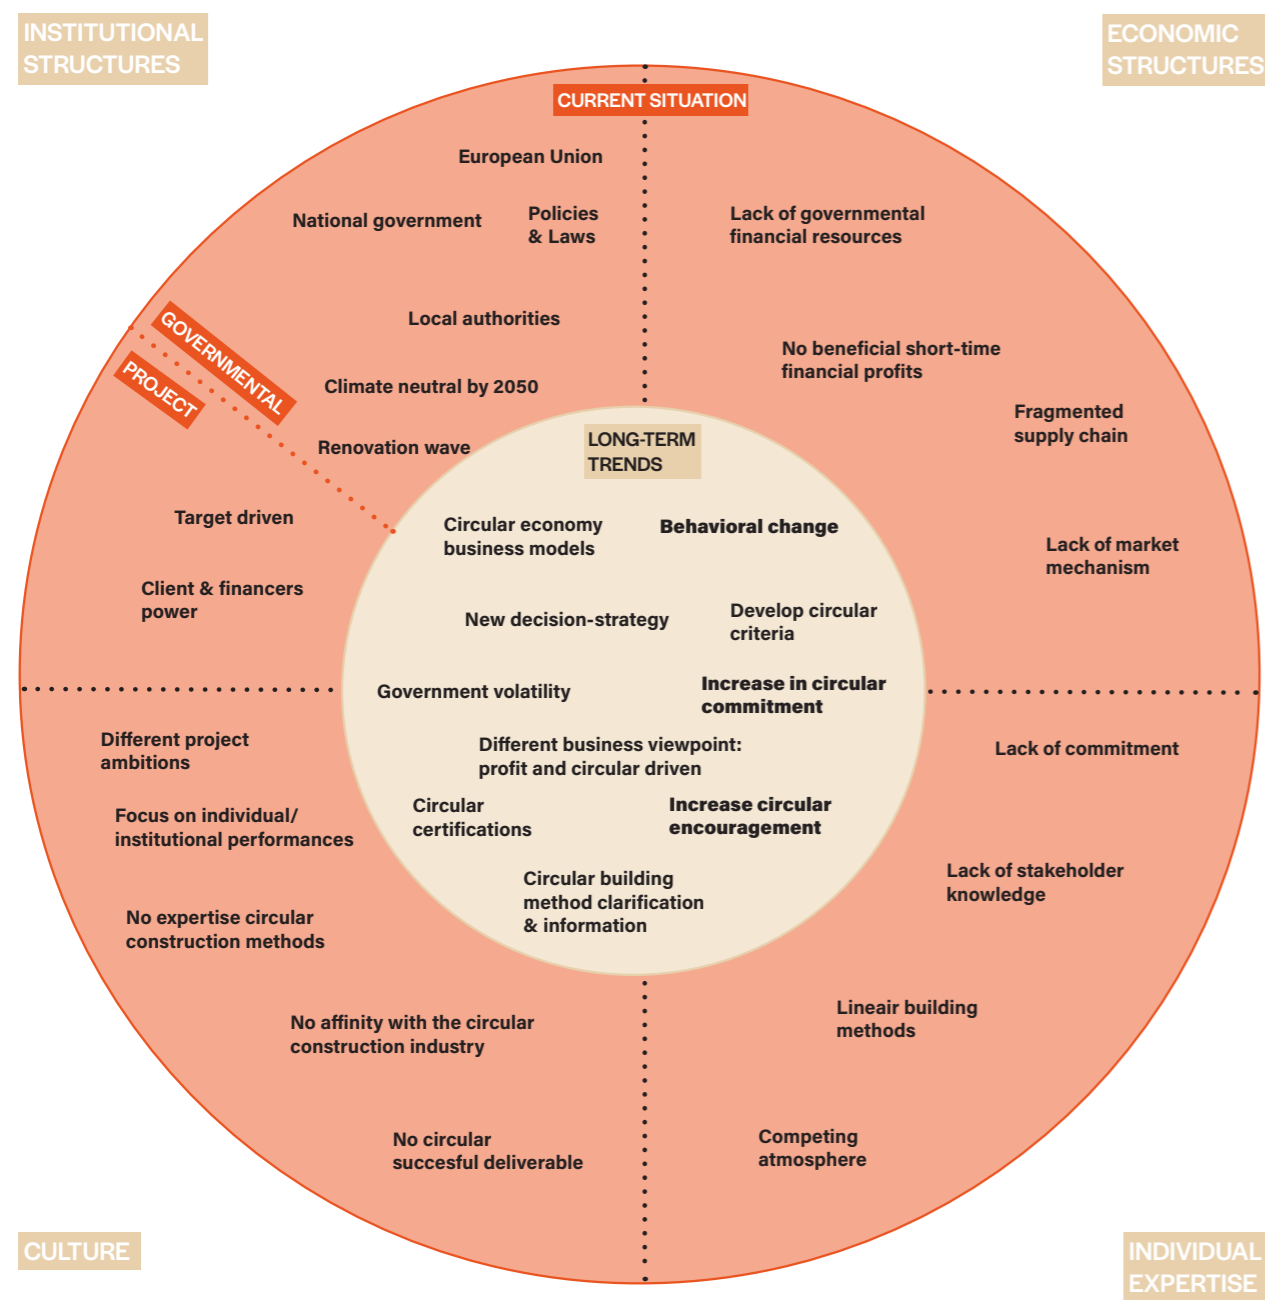 INSTITUTIONAL
STRUCTURES
ECONOMIC
STRUCTURES
CURRENT SITUATION
European Union
National government
Policies
& Laws
Local authorities
Climate neutral by 2050
Renovation wave
GOVERNMENTAL
PROJECT
Target driven
Client & financers
power
Lack of governmental
financial resources
No beneficial short-time
financial profits
Fragmented
supply chain
Lack of market
mechanism
LONG-TERM
TRENDS
Circular economy
business models
Behavioral change
New decision-strategy
Develop circular
criteria
Government volatility
Increase in circular
commitment
Different business viewpoint:
profit and circular driven
Circular
certifications
Increase circular
encouragement
Circular building
method clarification
& information
Different project
ambitions
Focus on individual/
institutional performances
No expertise circular
construction methods
No affinity with the circular
construction industry
No circular
succesful deliverable
Lack of commitment
Lack of stakeholder
knowledge
Lineair building
methods
Competing
atmosphere
CULTURE
INDIVIDUAL
EXPERTISE